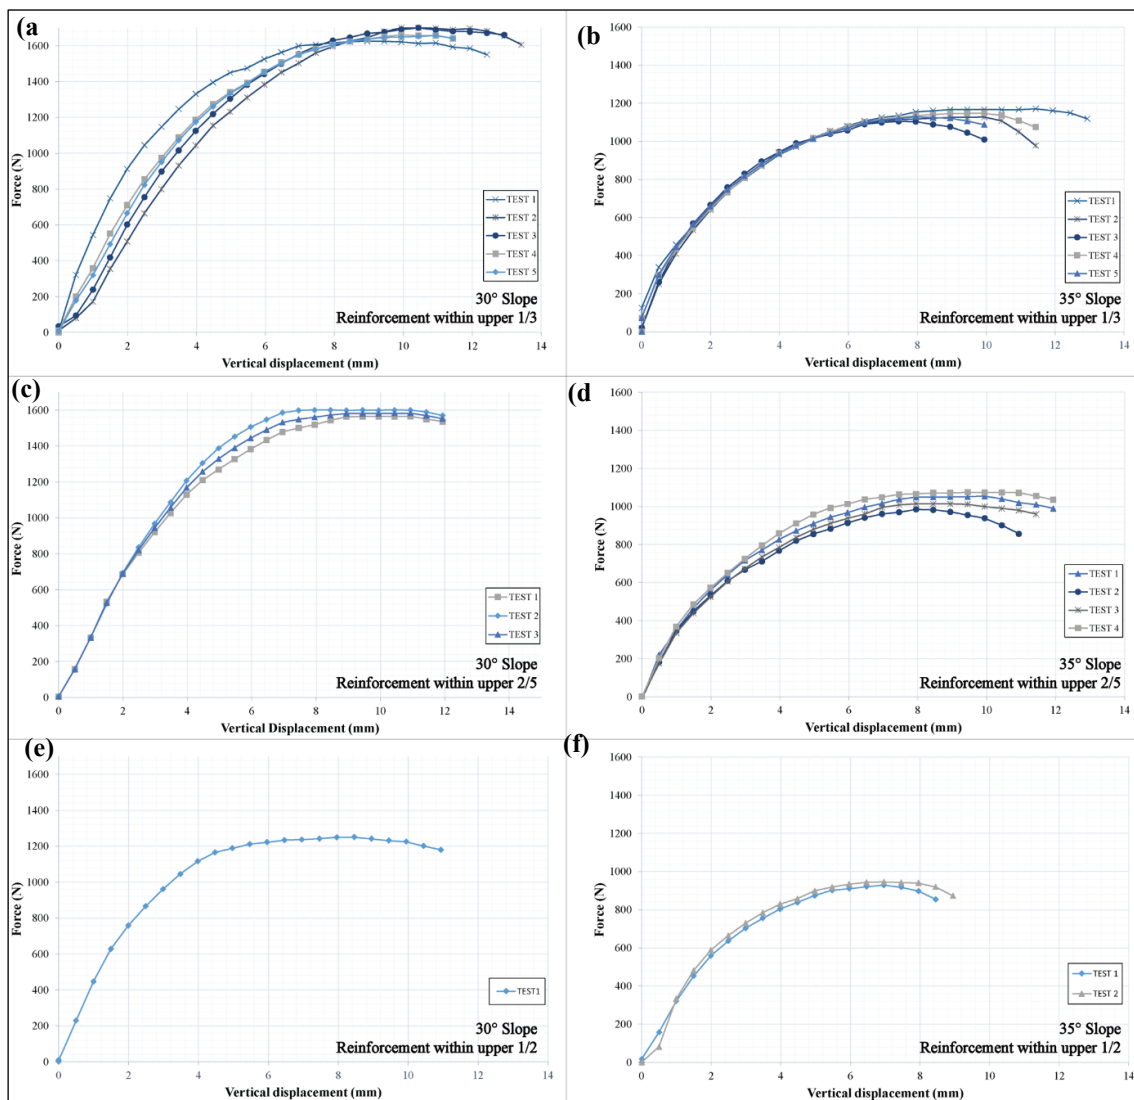 (a
1600
1400
1200
1000
800
600
400
200
0
Force (N)
TEST 1
TEST 2
TEST 3
TEST 4
TEST 5
30° Slope
Reinforcement within upper 1/3
0 2 4 6 8 10 12 14
Vertical displacement (mm)
(b
1600
1400
1200
1000
800
600
400
200
0
Force (N)
TEST1
TEST 2
TEST 3
TEST 4
TEST 5
35° Slope
Reinforcement within upper 1/3
0 2 4 6 8 10 12 14
Vertical displacement (mm)
(c)
1600
1400
1200
1000
800
600
400
200
0
Force (N)
TEST 1
TEST 2
TEST 3
30° Slope
Reinforcement within upper 2/5
0 2 4 6 8 10 12 14
Vertical Displacement (mm)
(d
1600
1400
1200
1000
800
600
400
200
0
Force (N)
TEST 1
TEST 2
TEST 3
TEST 4
35° Slope
Reinforcement within upper 2/5
0 2 4 6 8 10 12 14
Vertical displacement (mm)
(e)
1600
1400
1200
1000
800
600
400
200
0
Force (N)
TEST1
30° Slope
Reinforcement within upper 1/2
0 2 4 6 8 10 12 14
Vertical displacement (mm)
(f)
1600
1400
1200
1000
800
600
400
200
0
Force (N)
TEST 1
TEST 2
35° Slope
Reinforcement within upper 1/2
0 2 4 6 8 10 12 14
Vertical displacement (mm)